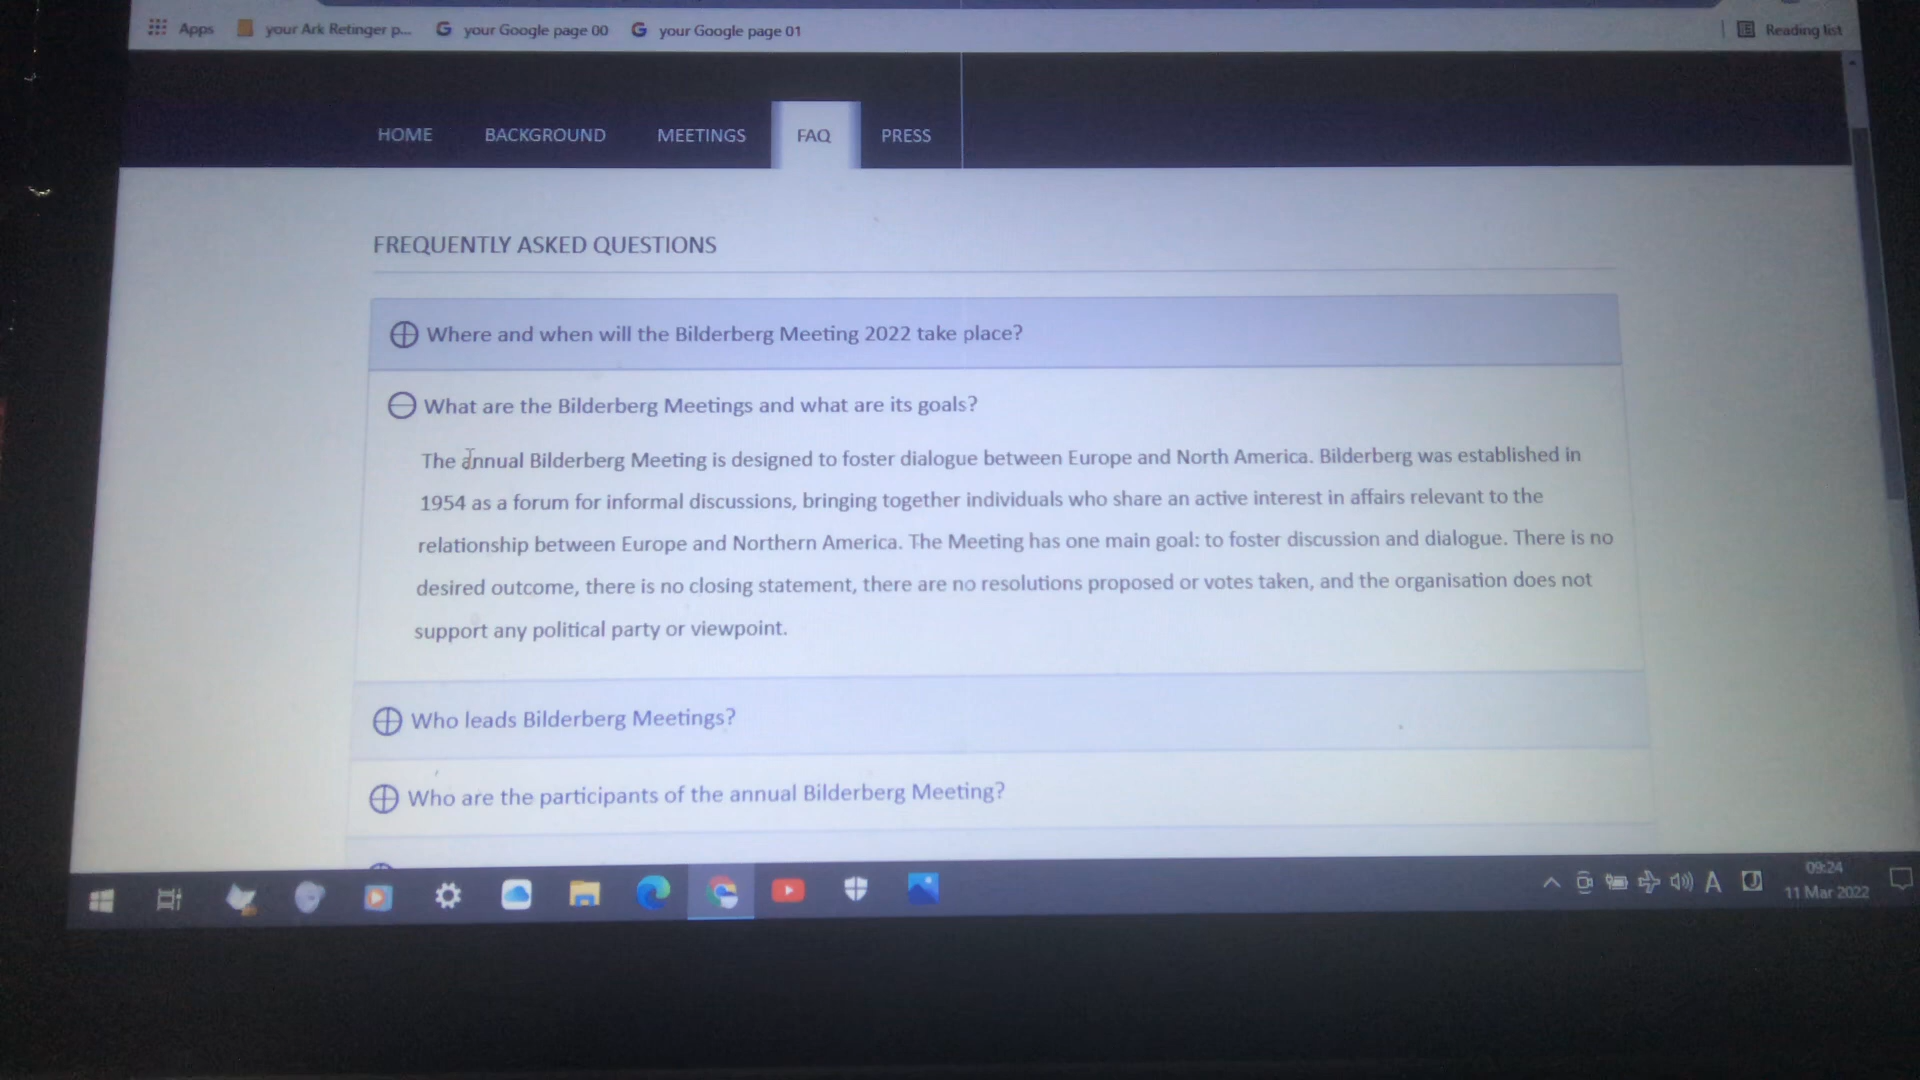 Apps your Ark Retinger p... your Google page 00 your Google page 01 Reading list
HOME BACKGROUND MEETINGS FAQ PRESS
FREQUENTLY ASKED QUESTIONS
Where and when will the Bilderberg Meeting 2022 take place?
What are the Bilderberg Meetings and what are its goals?
The annual Bilderberg Meeting is designed to foster dialogue between Europe and North America. Bilderberg was established in
1954 as a forum for informal discussions, bringing together individuals who share an active interest in affairs relevant to the
relationship between Europe and Northern America. The Meeting has one main goal: to foster discussion and dialogue. There is no
desired outcome, there is no closing statement, there are no resolutions proposed or votes taken, and the organisation does not
support any political party or viewpoint.
Who leads Bilderberg Meetings?
Who are the participants of the annual Bilderberg Meeting?
A
09:24
11 Mar 2022